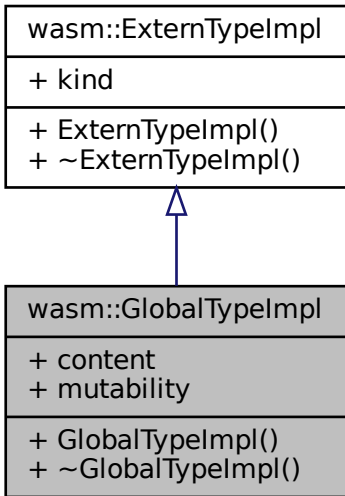 wasm::ExternTypeImpl
+ kind
+ ExternTypeImpl()
+ ~ExternTypeImpl()
wasm::GlobalTypeImpl
+ content
+ mutability
+ GlobalTypeImpl()
+ ~GlobalTypeImpl()